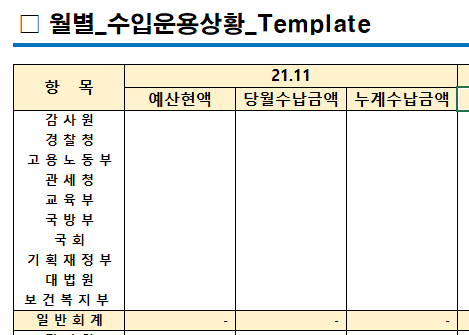 □ 월별_수입운용상황_Template
항 목
21.11
예산현액 당월수납금액 누계수납금액
감 사 원
경 찰 청
고 용 노 동 부
관 세 청
교 육 부
국 방 부
국 회
기 획 재 정 부
대 법 원
보 건 복 지 부
일 반 회 계 - - -